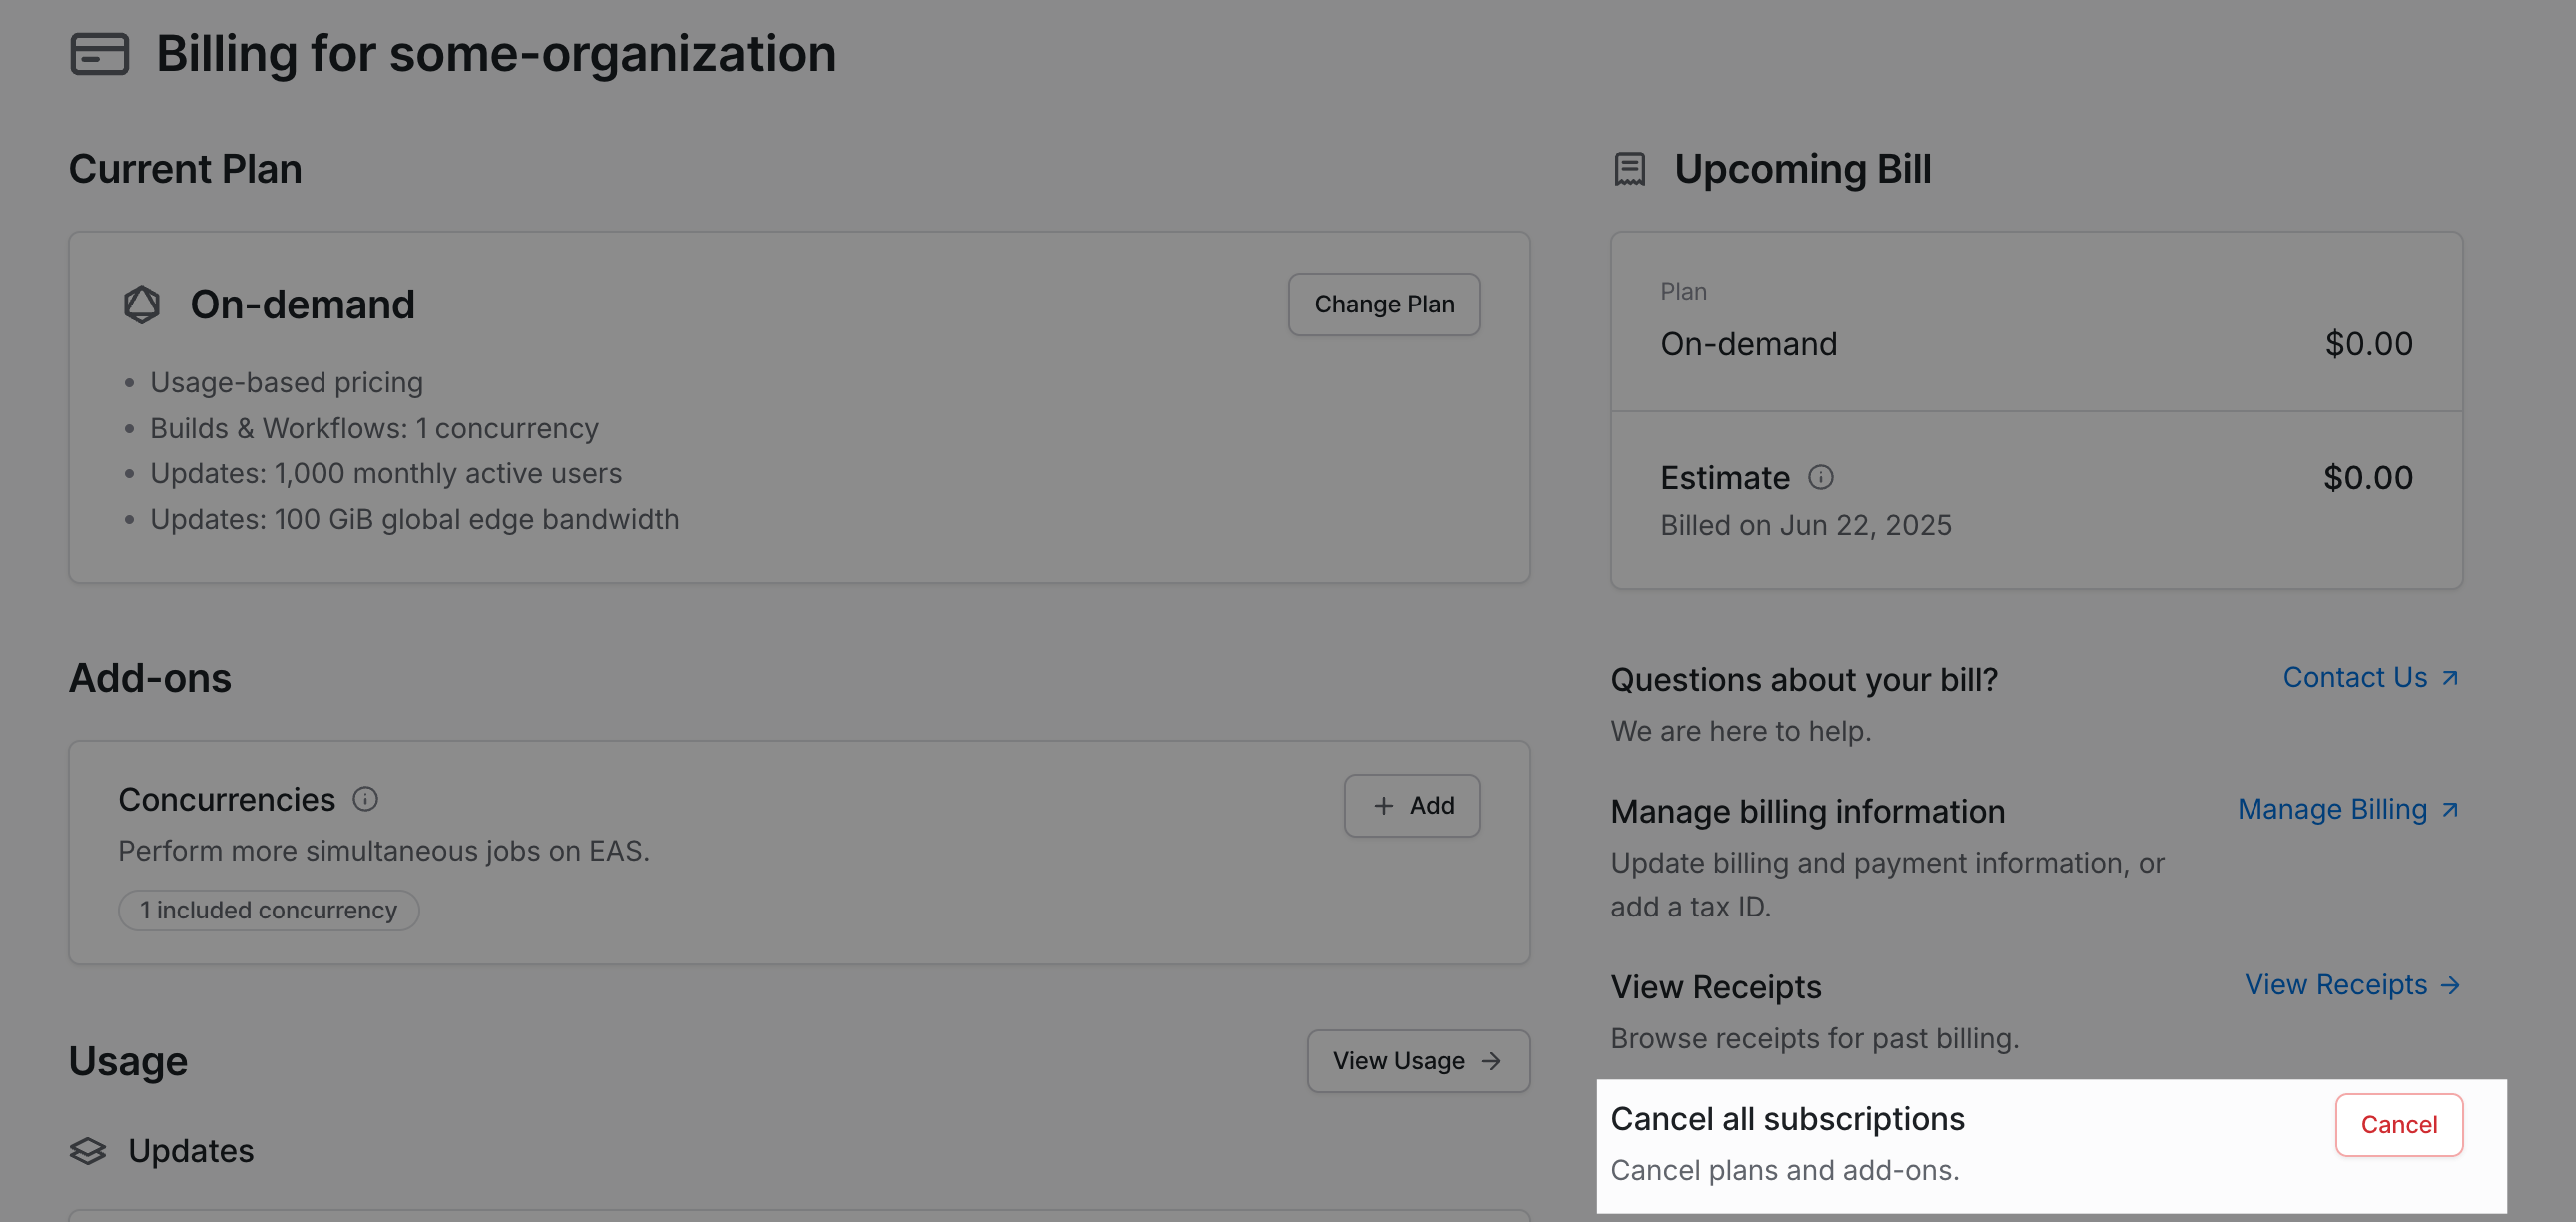 Billing for some-organization
Current Plan
On-demand
Change Plan
Usage-based pricing
Builds & Workflows: 1 concurrency
Updates: 1,000 monthly active users
Updates: 100 GiB global edge bandwidth
Add-ons
Concurrencies
Add
Perform more simultaneous jobs on EAS.
1 included concurrency
Usage
View Usage
Updates
Upcoming Bill
Plan
On-demand $0.00
Estimate $0.00
Billed on Jun 22, 2025
Questions about your bill?
Contact Us
We are here to help.
Manage billing information
Manage Billing
Update billing and payment information, or
add a tax ID.
View Receipts
View Receipts
Browse receipts for past billing.
Cancel all subscriptions
Cancel
Cancel plans and add-ons.